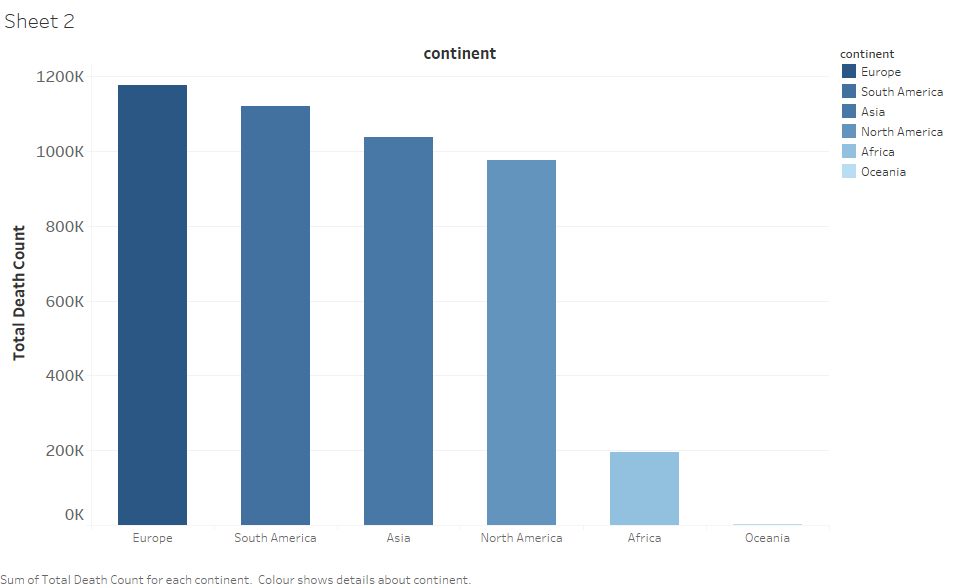 Sheet 2
continent
Total Death Count
1200K
1000K
800K
600K
400K
200K
0K
Europe
South America
Asia
North America
Africa
Oceania
continent
Europe
South America
Asia
North America
Africa
Oceania
Sum of Total Death Count for each continent.  Colour shows details about continent.